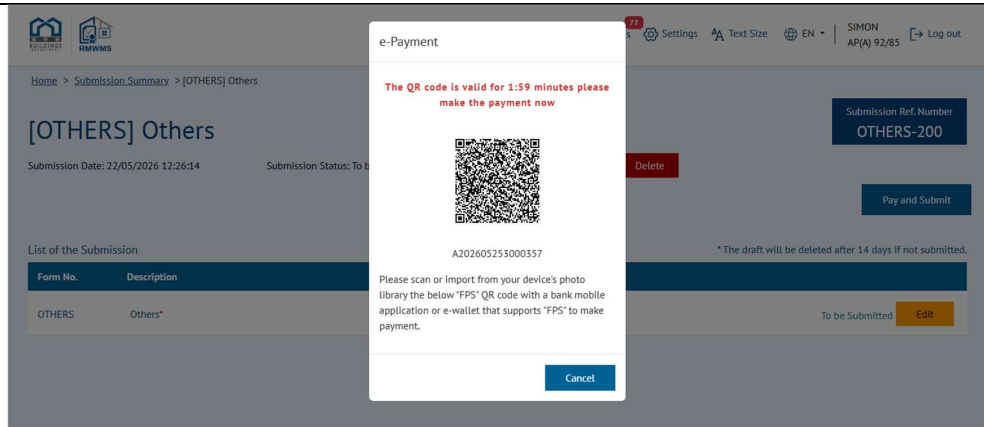 BUILDINGS
DEPARTMENT
RMWMS
77
s Settings Text Size EN SIMON
AP(A) 92/85 Log out
Home > Submission Summary > [OTHERS] Others
[OTHERS] Others
Submission Ref. Number
OTHERS-200
Submission Date: 22/05/2026 12:26:14 Submission Status: To b
Delete
Pay and Submit
List of the Submission
* The draft will be deleted after 14 days if not submitted.
Form No. Description
OTHERS Others* To be Submitted Edit
e-Payment
The QR code is valid for 1:59 minutes please
make the payment now
A202605253000357
Please scan or import from your device's photo
library the below "FPS" QR code with a bank mobile
application or e-wallet that supports "FPS" to make
payment.
Cancel